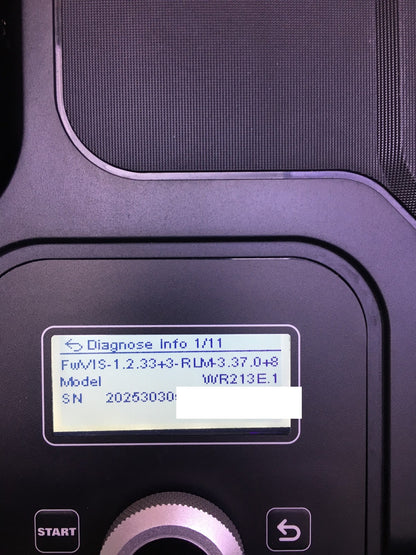 Diagnose Info 1/11
FwVIS-1.2.33+3-RLM-3.37.0+8
Model WR213E.1
SN 2025303
START